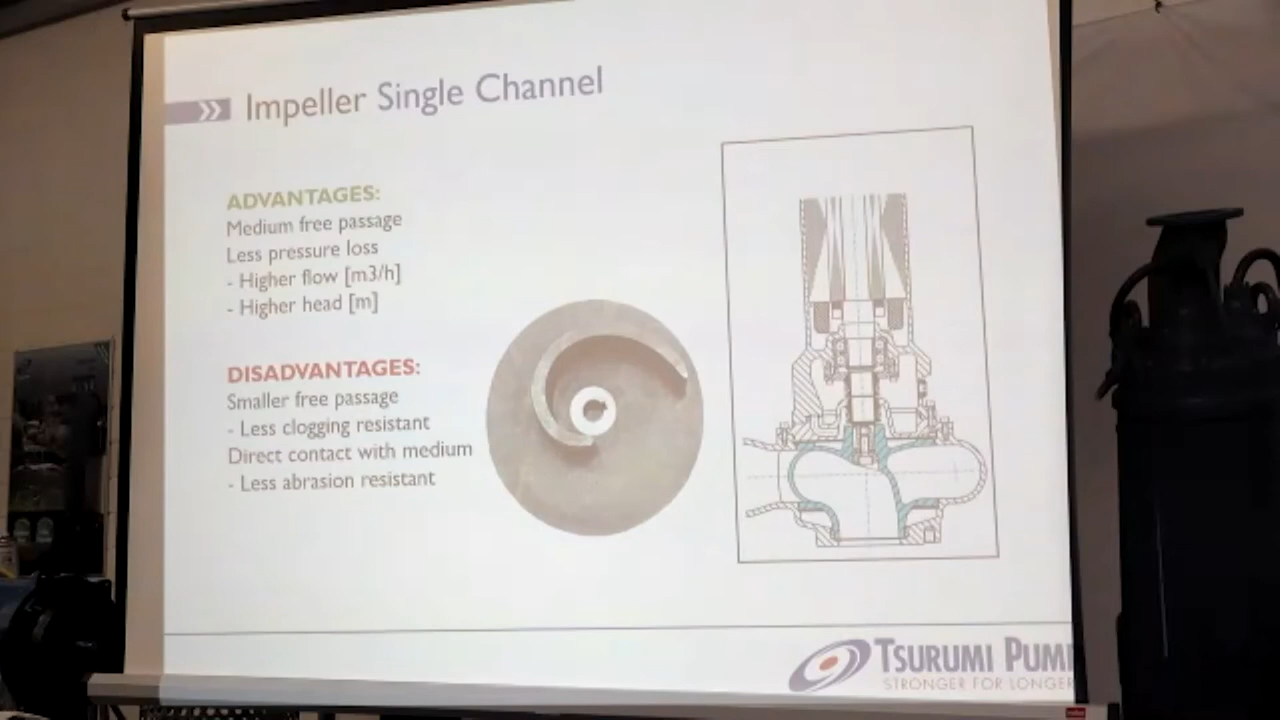 Impeller Single Channel
ADVANTAGES:
Medium free passage
Less pressure loss
- Higher flow [m3/h]
- Higher head [m]
DISADVANTAGES:
Smaller free passage
- Less clogging resistant
Direct contact with medium
- Less abrasion resistant
TSURUMI PUMP
STRONGER FOR LONGER